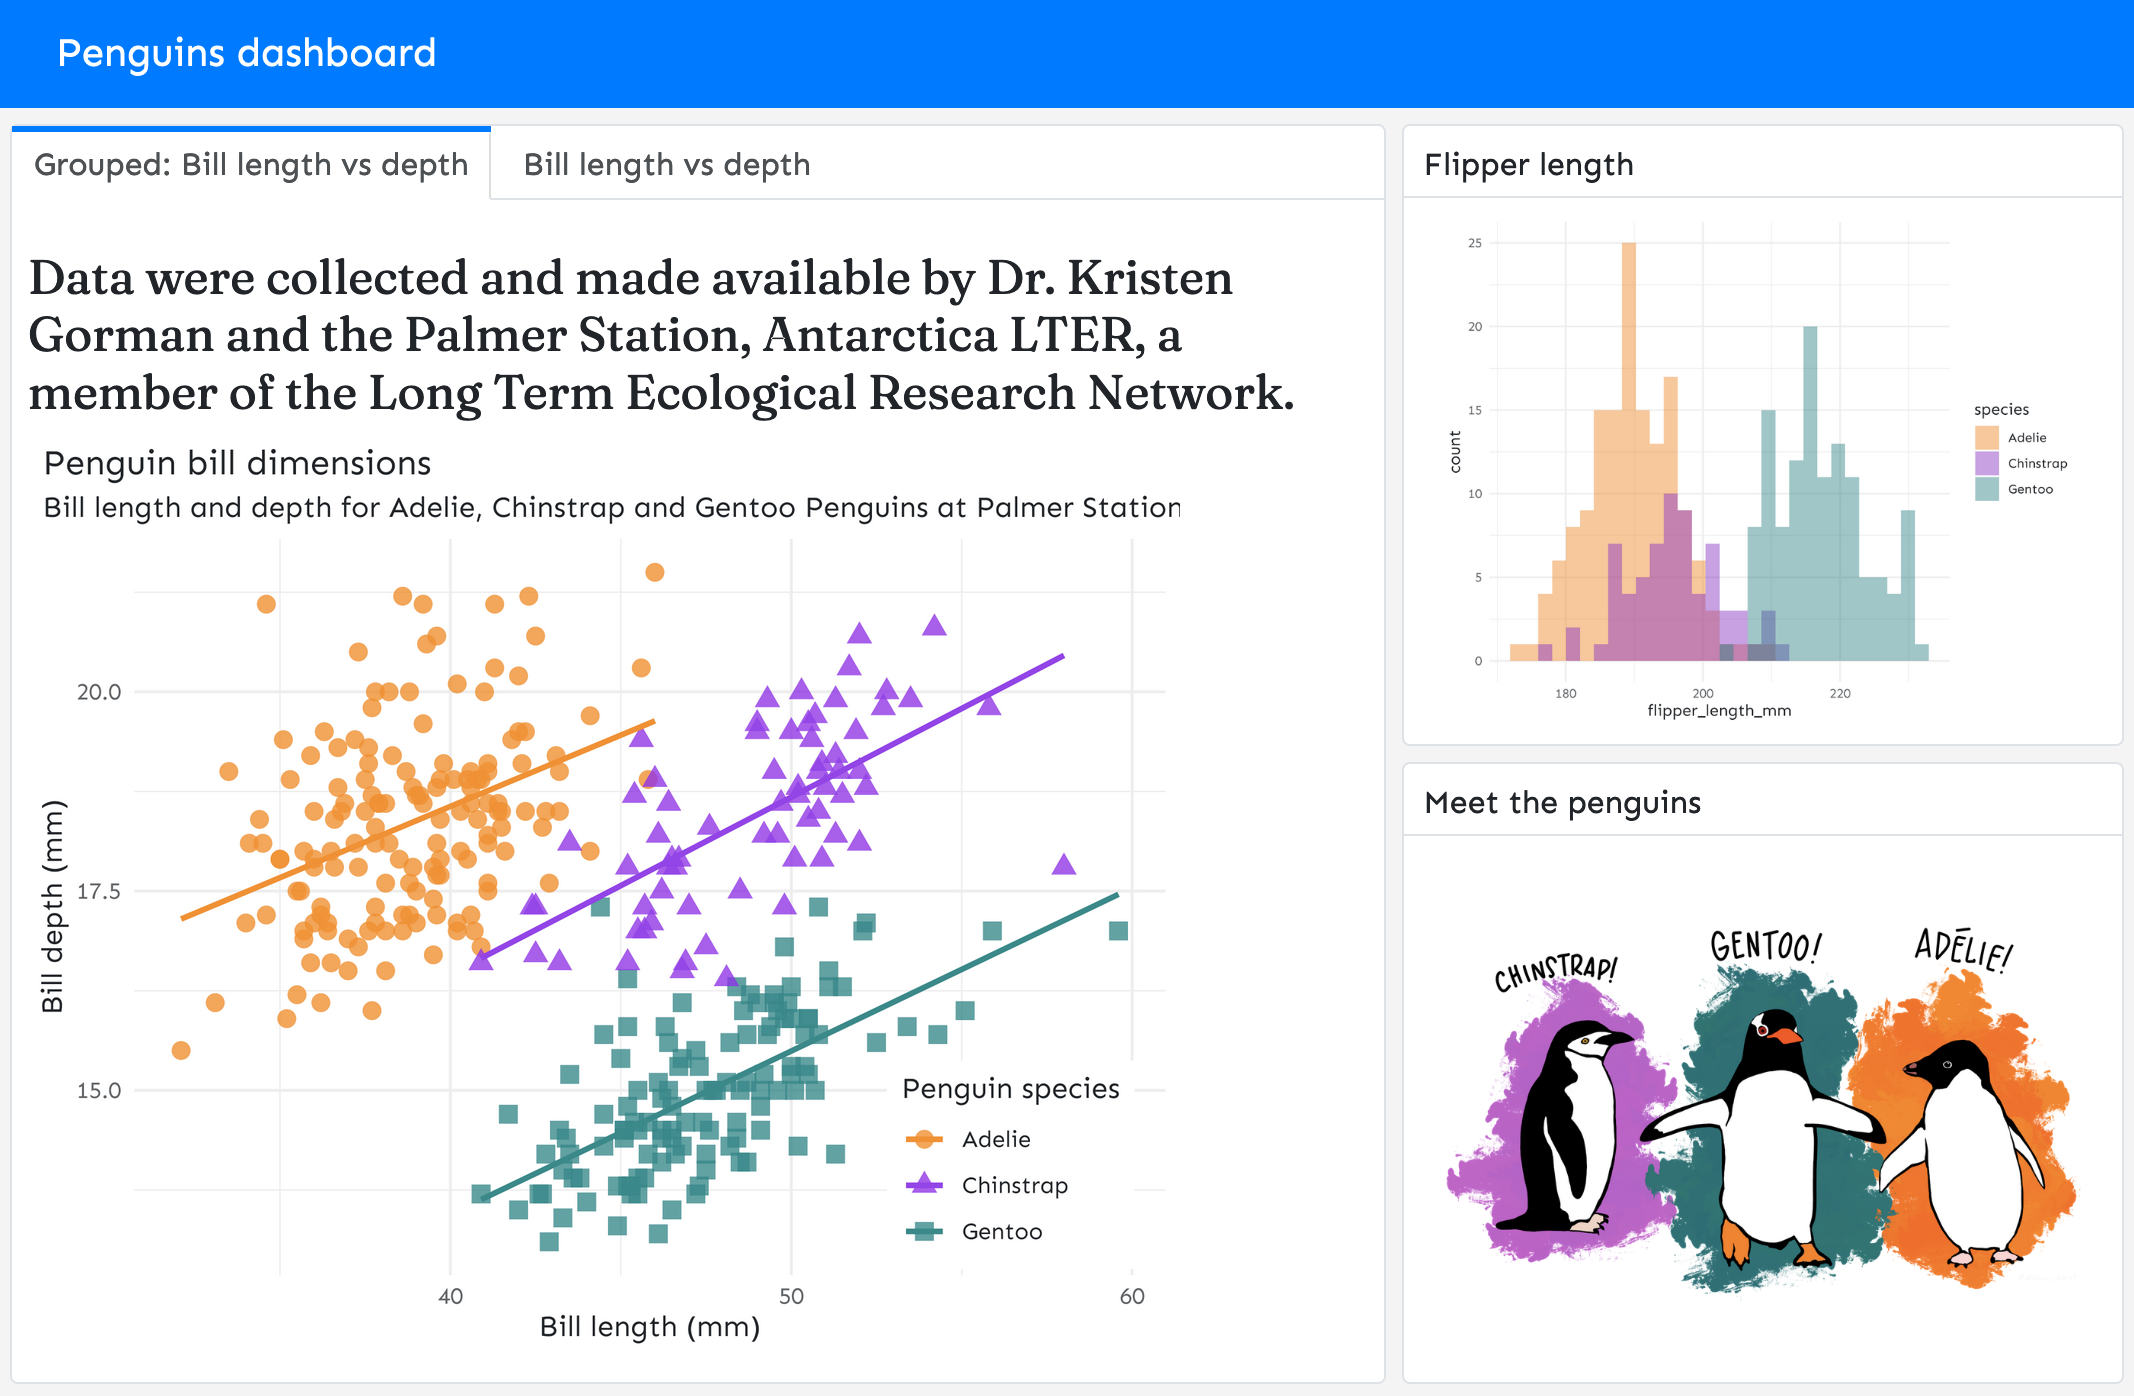 Penguins dashboard
Grouped: Bill length vs depth
Bill length vs depth
Data were collected and made available by Dr. Kristen
Gorman and the Palmer Station, Antarctica LTER, a
member of the Long Term Ecological Research Network.
Penguin bill dimensions
Bill length and depth for Adelie, Chinstrap and Gentoo Penguins at Palmer Station
Bill depth (mm)
20.0
17.5
15.0
40
50
60
Bill length (mm)
Penguin species
Adelie
Chinstrap
Gentoo
Flipper length
count
25
20
15
10
5
0
180
200
220
flipper_length_mm
species
Adelie
Chinstrap
Gentoo
Meet the penguins
CHINSTRAP!
GENTOO!
ADÉLIE!